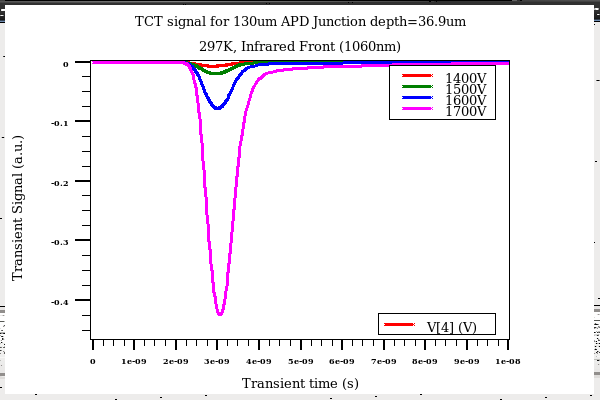 TCT signal for 130um APD Junction depth=36.9um
297K, Infrared Front (1060nm)
Transient Signal (a.u.)
0
-0.1
-0.2
-0.3
-0.4
1400V
1500V
1600V
1700V
V[4] (V)
0 1e-09 2e-09 3e-09 4e-09 5e-09 6e-09 7e-09 8e-09 9e-09 1e-08
Transient time (s)